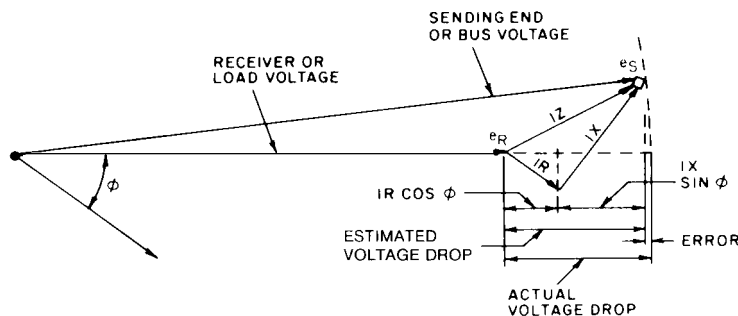 SENDING END
OR BUS VOLTAGE
RECEIVER OR
LOAD VOLTAGE
eS
IZ
IX
eR
IR
ϕ
IR COS ϕ
IX
SIN ϕ
ESTIMATED
VOLTAGE DROP
ERROR
ACTUAL
VOLTAGE DROP